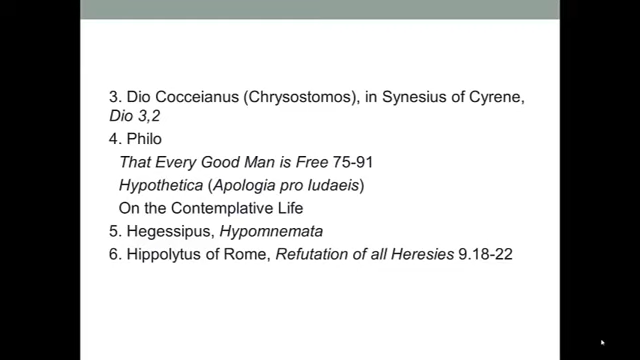 3. Dio Cocceianus (Chrysostomos), in Synesius of Cyrene,
Dio 3,2
4. Philo
That Every Good Man is Free 75-91
Hypothetica (Apologia pro Iudaeis)
On the Contemplative Life
5. Hegessipus, Hypomnemata
6. Hippolytus of Rome, Refutation of all Heresies 9.18-22